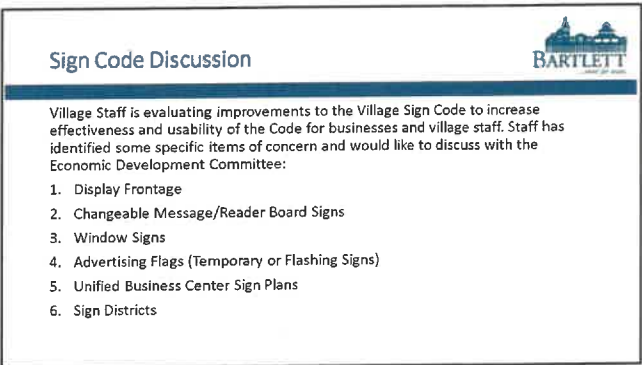 Sign Code Discussion
BARTLETT
Village Staff is evaluating improvements to the Village Sign Code to increase
effectiveness and usability of the Code for businesses and village staff. Staff has
identified some specific items of concern and would like to discuss with the
Economic Development Committee:
1. Display Frontage
2. Changeable Message/Reader Board Signs
3. Window Signs
4. Advertising Flags (Temporary or Flashing Signs)
5. Unified Business Center Sign Plans
6. Sign Districts